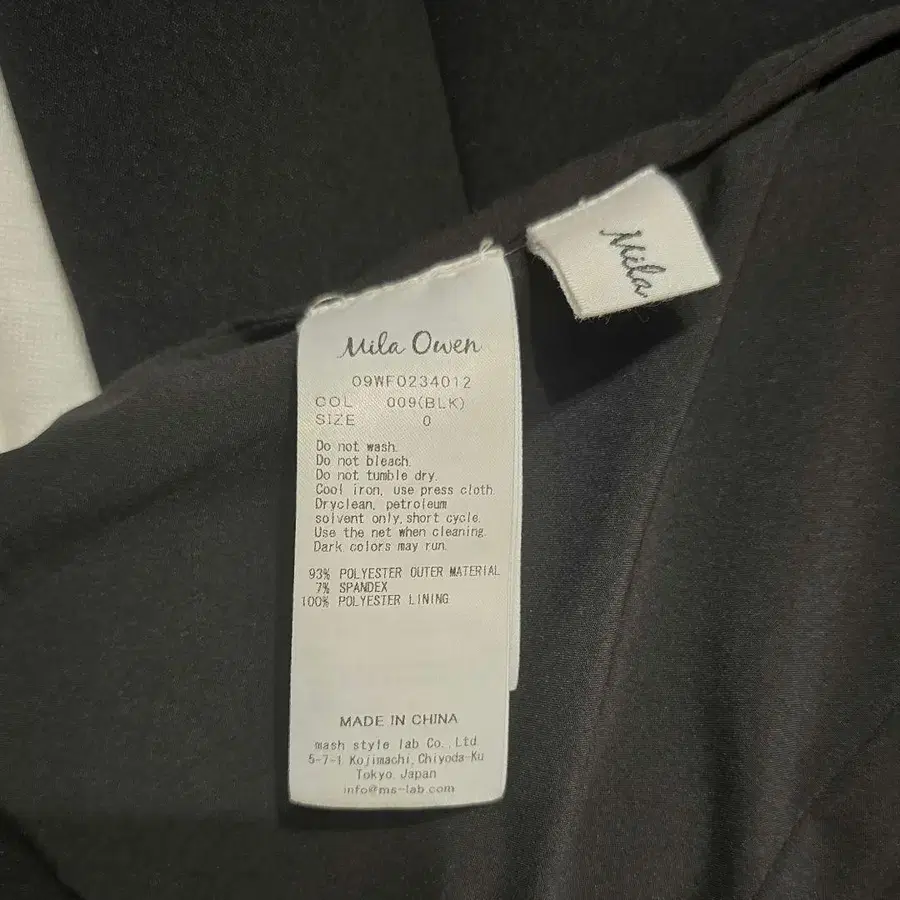 Mila Owen
09WF0234012
COL 009(BLK)
SIZE 0
Do not wash.
Do not bleach.
Do not tumble dry.
Cool iron, use press cloth.
Dryclean, petroleum
solvent only, short cycle.
Use the net when cleaning.
Dark colors may run.
93% POLYESTER OUTER MATERIAL
7% SPANDEX
100% POLYESTER LINING
MADE IN CHINA
mash style lab Co., Ltd.
5-7-1 Kojimachi, Chiyoda-Ku
Tokyo. Japan
info@ms-lab.com
Mila